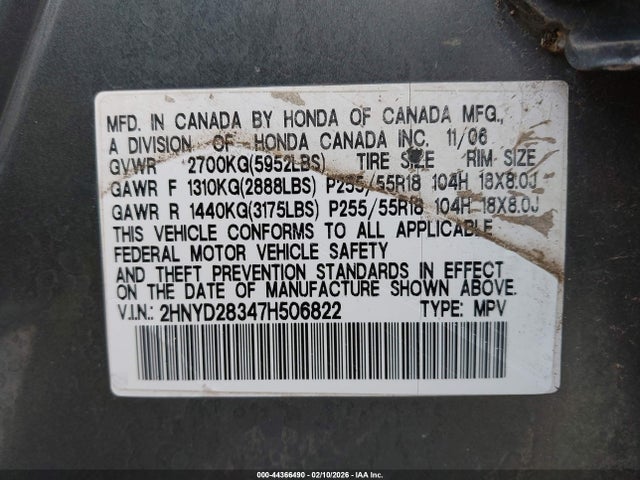 MFD. IN CANADA BY HONDA OF CANADA MFG.,
A DIVISION OF HONDA CANADA INC. 11/06
GVWR 2700KG(5952LBS) TIRE SIZE RIM SIZE
GAWR F 1310KG(2888LBS) P255/55R18 104H 18X8.0J
GAWR R 1440KG(3175LBS) P255/55R18 104H 18X8.0J
THIS VEHICLE CONFORMS TO ALL APPLICABLE
FEDERAL MOTOR VEHICLE SAFETY
AND THEFT PREVENTION STANDARDS IN EFFECT
ON THE DATE OF MANUFACTURE SHOWN ABOVE.
V.I.N.: 2HNYD28347H506822 TYPE: MPV
000-44366490 - 02/10/2026 - IAA Inc.